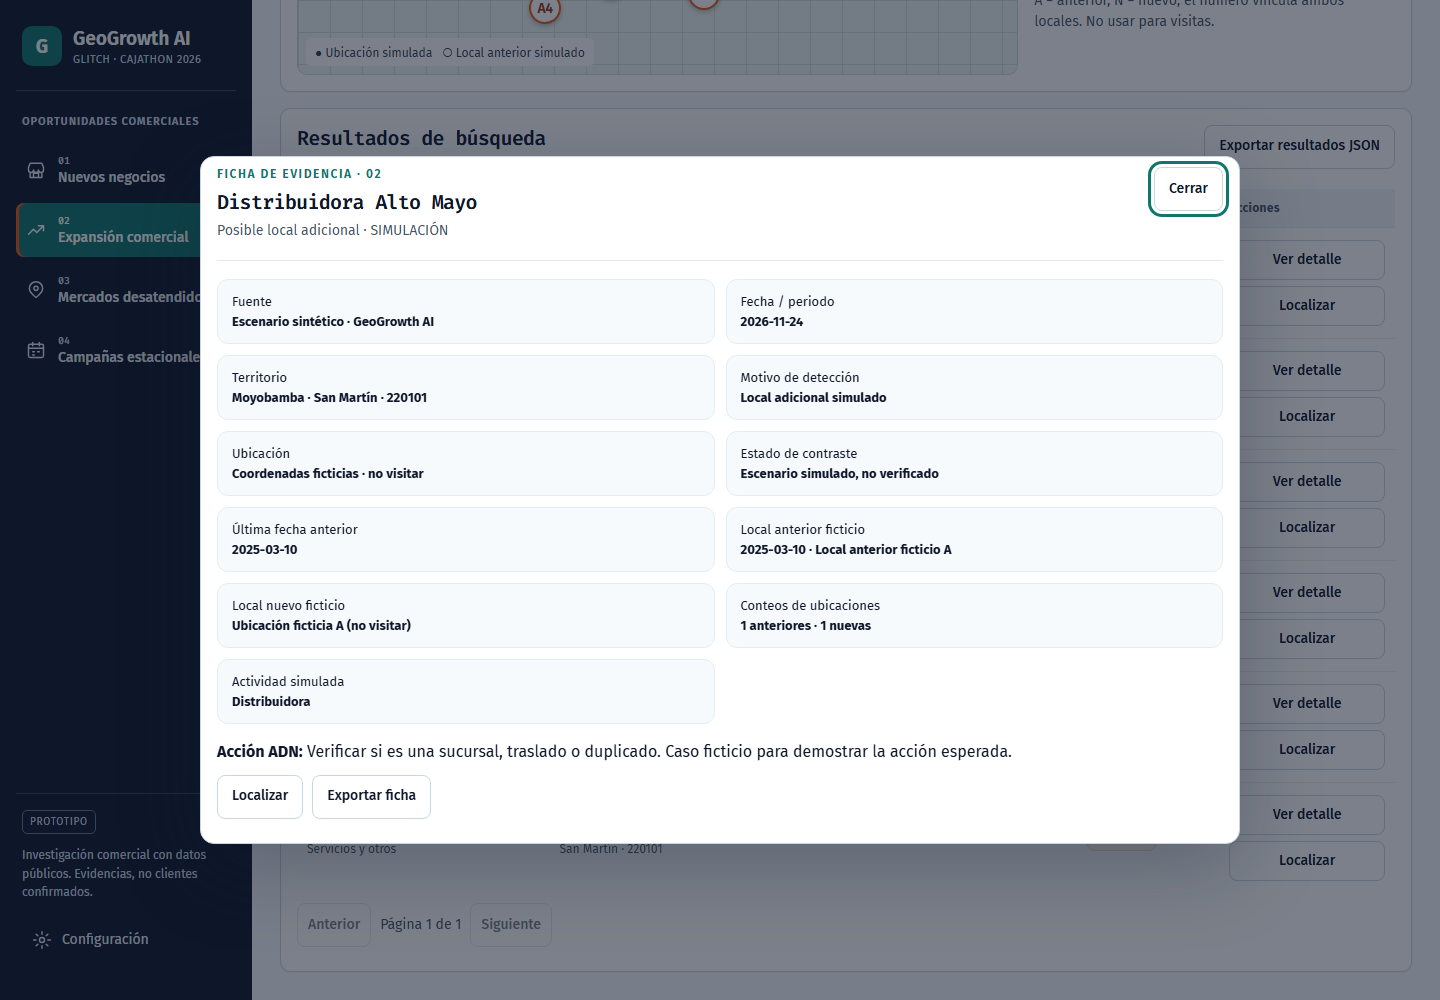 G
GeoGrowth AI
GLITCH · CAJATHON 2026
OPORTUNIDADES COMERCIALES
01
Nuevos negocios
02
Expansión comercial
03
Mercados desatendido
04
Campañas estacionale
PROTOTIPO
Investigación comercial con datos
públicos. Evidencias, no clientes
confirmados.
Configuración
A4
● Ubicación simulada ○ Local anterior simulado
A = anterior, N = nuevo; el número vincula ambos
locales. No usar para visitas.
Resultados de búsqueda
Exportar resultados JSON
FICHA DE EVIDENCIA · 02
Distribuidora Alto Mayo
Posible local adicional · SIMULACIÓN
Cerrar
Fuente
Escenario sintético · GeoGrowth AI
Fecha / periodo
2026-11-24
Territorio
Moyobamba · San Martín · 220101
Motivo de detección
Local adicional simulado
Ubicación
Coordenadas ficticias · no visitar
Estado de contraste
Escenario simulado, no verificado
Última fecha anterior
2025-03-10
Local anterior ficticio
2025-03-10 · Local anterior ficticio A
Local nuevo ficticio
Ubicación ficticia A (no visitar)
Conteos de ubicaciones
1 anteriores · 1 nuevas
Actividad simulada
Distribuidora
Acción ADN: Verificar si es una sucursal, traslado o duplicado. Caso ficticio para demostrar la acción esperada.
Localizar
Exportar ficha
cciones
Ver detalle
Localizar
Ver detalle
Localizar
Ver detalle
Localizar
Ver detalle
Localizar
Ver detalle
Localizar
Ver detalle
Localizar
Servicios y otros
San Martín · 220101
Anterior
Página 1 de 1
Siguiente